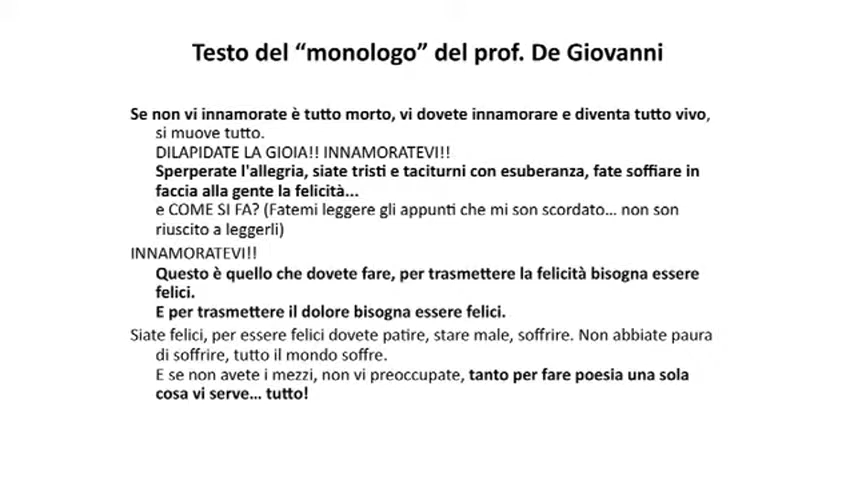 Testo del “monologo” del prof. De Giovanni
Se non vi innamorate è tutto morto, vi dovete innamorare e diventa tutto vivo,
si muove tutto.
DILAPIDATE LA GIOIA!! INNAMORATEVI!!
Sperperate l'allegria, siate tristi e taciturni con esuberanza, fate soffiare in
faccia alla gente la felicità...
e COME SI FA? (Fatemi leggere gli appunti che mi son scordato... non son
riuscito a leggerli)
INNAMORATEVI!!
Questo è quello che dovete fare, per trasmettere la felicità bisogna essere
felici.
E per trasmettere il dolore bisogna essere felici.
Siate felici, per essere felici dovete patire, stare male, soffrire. Non abbiate paura
di soffrire, tutto il mondo soffre.
E se non avete i mezzi, non vi preoccupate, tanto per fare poesia una sola
cosa vi serve... tutto!